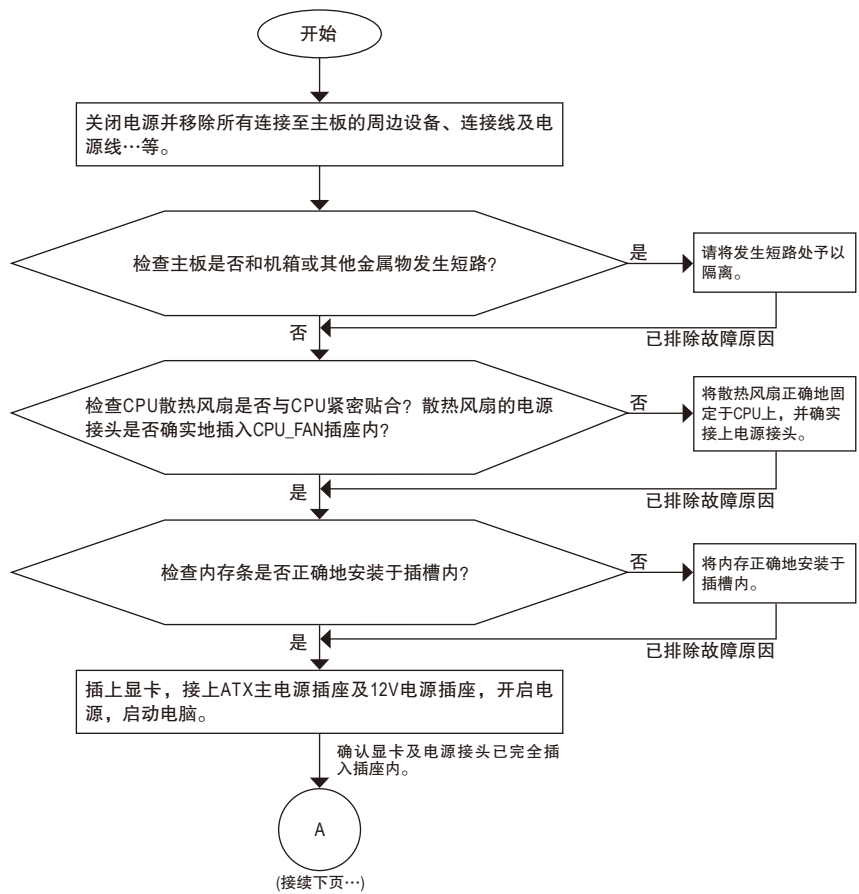 开始
关闭电源并移除所有连接至主板的周边设备、连接线及电
源线…等。
检查主板是否和机箱或其他金属物发生短路？
是
请将发生短路处予以
隔离。
否
已排除故障原因
检查CPU散热风扇是否与CPU紧密贴合？散热风扇的电源
接头是否确实地插入CPU_FAN插座内？
否
将散热风扇正确地固
定于CPU上，并确实
接上电源接头。
是
已排除故障原因
检查内存条是否正确地安装于插槽内？
否
将内存正确地安装于
插槽内。
是
已排除故障原因
插上显卡，接上ATX主电源插座及12V电源插座，开启电
源，启动电脑。
确认显卡及电源接头已完全插
入插座内。
A
(接续下页…)